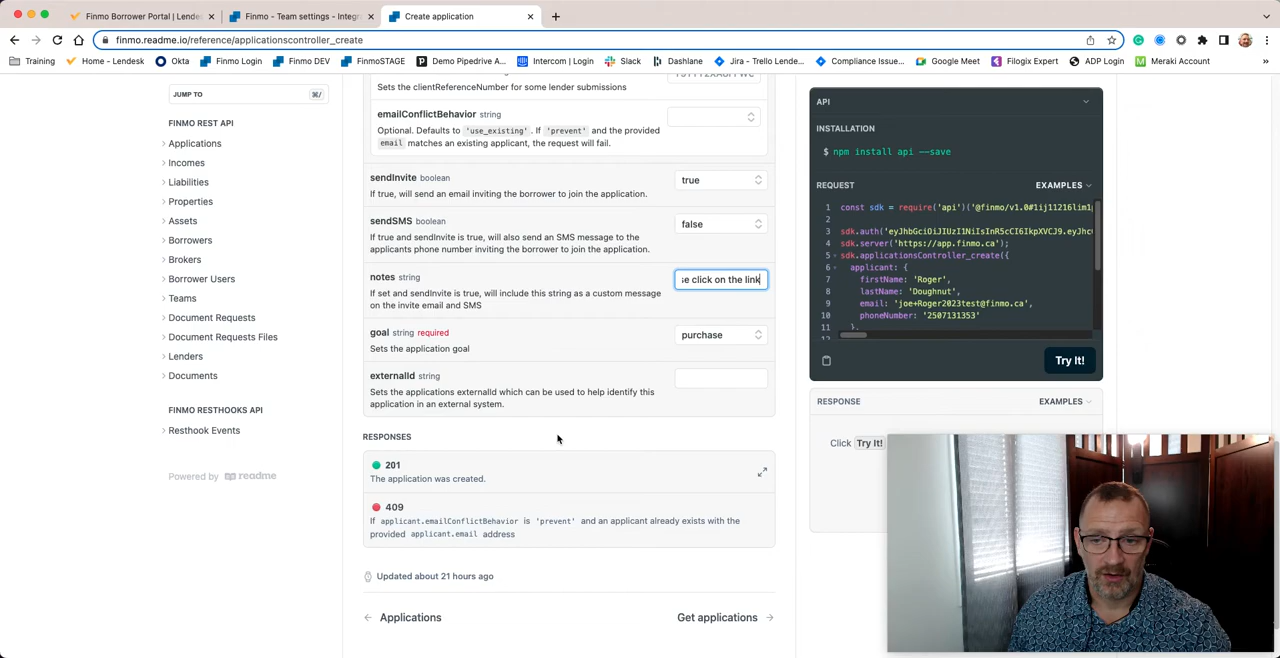 Finmo Borrower Portal | Lende
Finmo - Team settings - Integr
Create application
finmo.readme.io/reference/applicationscontroller_create
Training
Home - Lendesk
Okta
Finmo Login
Finmo DEV
FinmoSTAGE
Demo Pipedrive A...
Intercom | Login
Slack
Dashlane
Jira - Trello Lende...
Compliance Issue...
Google Meet
Filogix Expert
ADP Login
Meraki Account
»
JUMP TO
⌘/
FINMO REST API
Applications
Incomes
Liabilities
Properties
Assets
Borrowers
Brokers
Borrower Users
Teams
Document Requests
Document Requests Files
Lenders
Documents
FINMO RESTHOOKS API
Resthook Events
Powered by readme
Sets the clientReferenceNumber for some lender submissions
emailConflictBehavior string
Optional. Defaults to 'use_existing'. If 'prevent' and the provided
email matches an existing applicant, the request will fail.
sendInvite boolean
true
If true, will send an email inviting the borrower to join the application.
sendSMS boolean
false
If true and sendInvite is true, will also send an SMS message to the
applicants phone number inviting the borrower to join the application.
notes string
se click on the link
If set and sendInvite is true, will include this string as a custom message
on the invite email and SMS
goal string required
purchase
Sets the application goal
externalId string
Sets the applications externalId which can be used to help identify this
application in an external system.
RESPONSES
201
The application was created.
409
If applicant.emailConflictBehavior is 'prevent' and an applicant already exists with the
provided applicant.email address
Updated about 21 hours ago
← Applications
Get applications →
API
INSTALLATION
$ npm install api --save
REQUEST
EXAMPLES
1 const sdk = require('api')('@finmo/v1.0#1ij11216lim1
2
3 sdk.auth('eyJhbGciOiJIUzI1NiIsInR5cCI6IkpXVCJ9.eyJhc
4 sdk.server('https://app.finmo.ca');
5 sdk.applicationsController_create({
6 applicant: {
7 firstName: 'Roger',
8 lastName: 'Doughnut',
9 email: 'joe+Roger2023test@finmo.ca',
10 phoneNumber: '2507131353'
11 },
12
Try It!
RESPONSE
EXAMPLES
Click Try It!